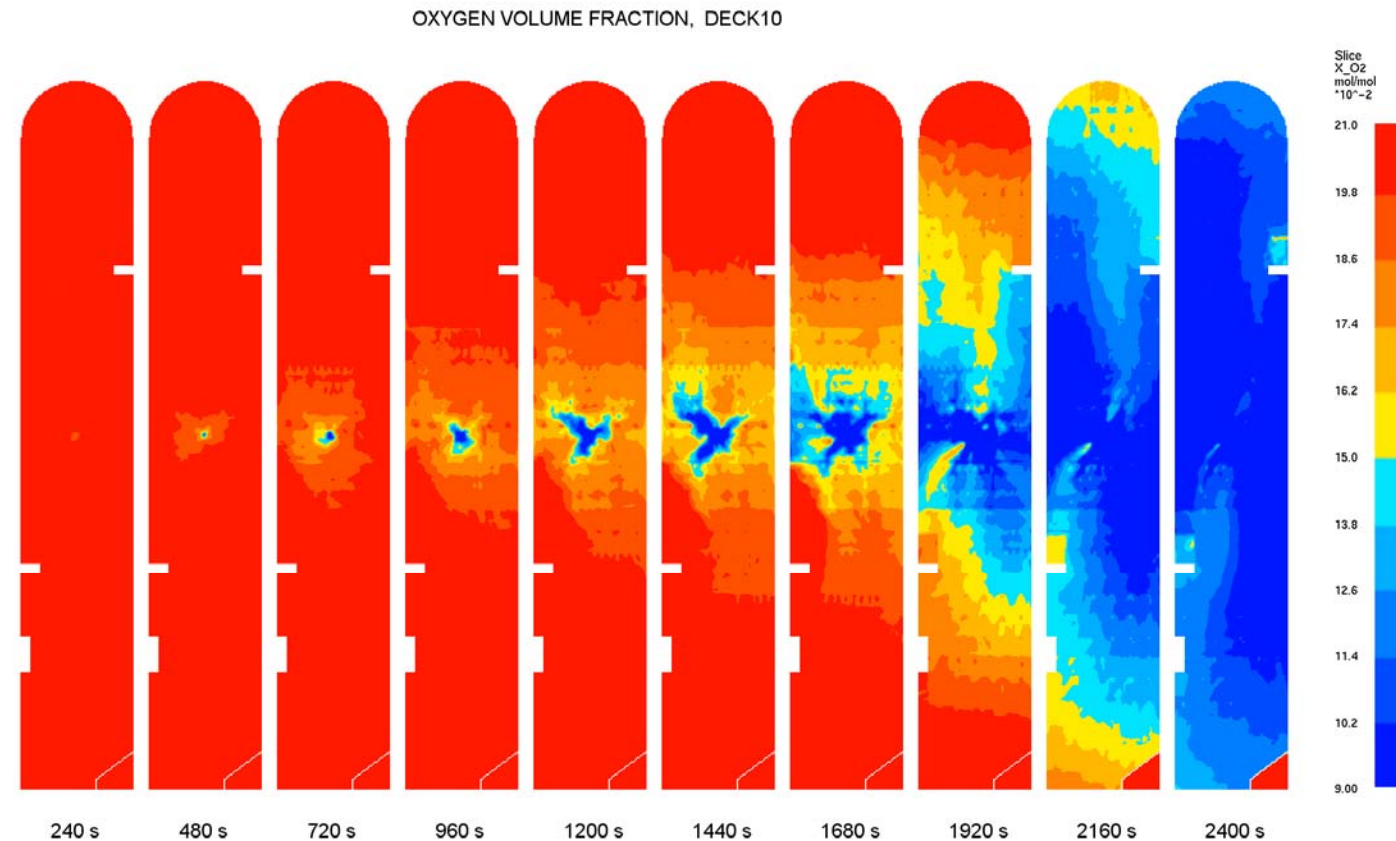 OXYGEN VOLUME FRACTION, DECK10
Slice
X_O2
mol/mol
*10^-2
21.0
19.8
18.6
17.4
16.2
15.0
13.8
12.6
11.4
10.2
9.00
240 s 480 s 720 s 960 s 1200 s 1440 s 1680 s 1920 s 2160 s 2400 s